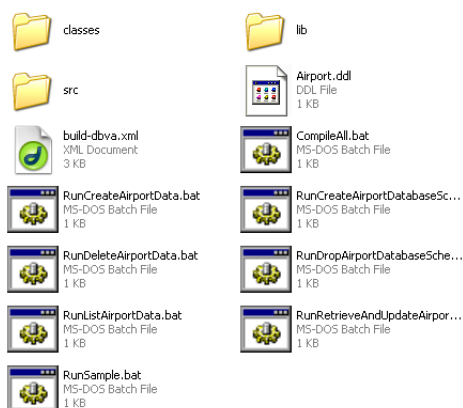 classes
lib
src
Airport.ddl
DDL File
1 KB
build-dbva.xml
XML Document
3 KB
CompileAll.bat
MS-DOS Batch File
1 KB
RunCreateAirportData.bat
MS-DOS Batch File
1 KB
RunCreateAirportDatabaseSc...
MS-DOS Batch File
1 KB
RunDeleteAirportData.bat
MS-DOS Batch File
1 KB
RunDropAirportDatabaseSche...
MS-DOS Batch File
1 KB
RunListAirportData.bat
MS-DOS Batch File
1 KB
RunRetrieveAndUpdateAirpor...
MS-DOS Batch File
1 KB
RunSample.bat
MS-DOS Batch File
1 KB